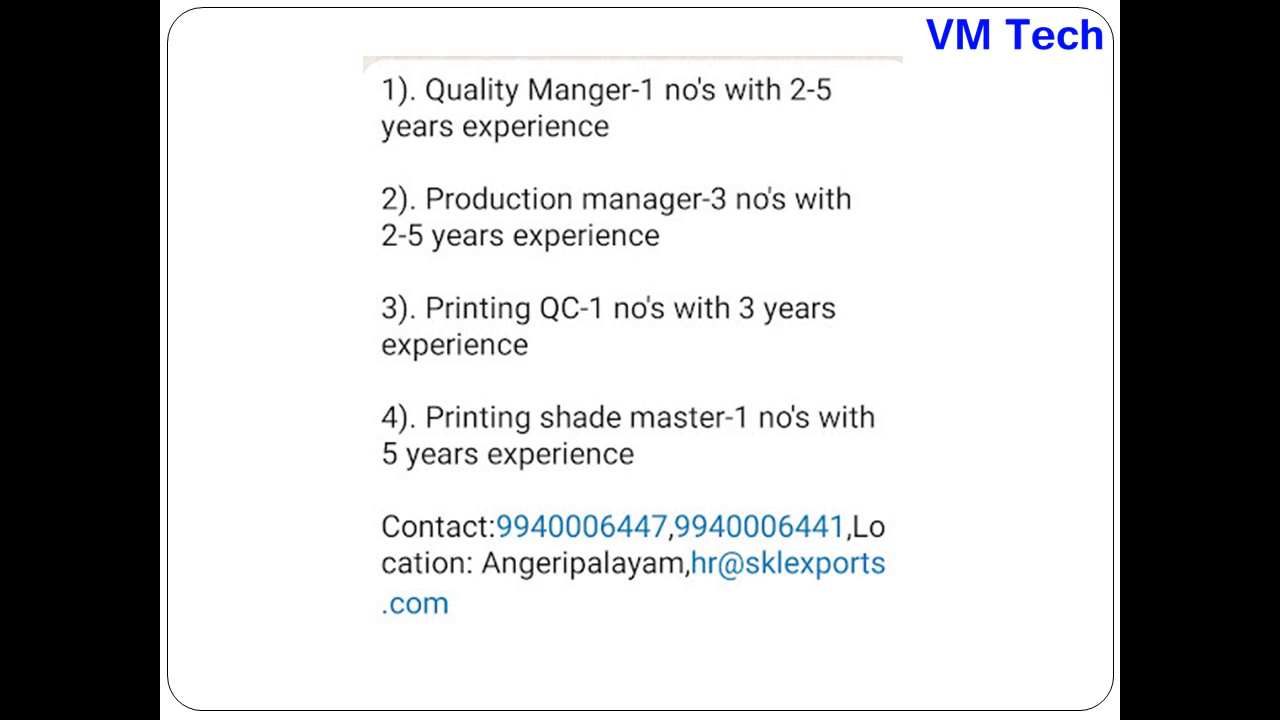 VM Tech
1). Quality Manger-1 no's with 2-5
years experience
2). Production manager-3 no's with
2-5 years experience
3). Printing QC-1 no's with 3 years
experience
4). Printing shade master-1 no's with
5 years experience
Contact:9940006447,9940006441,Lo
cation: Angeripalayam,hr@sklexports
.com